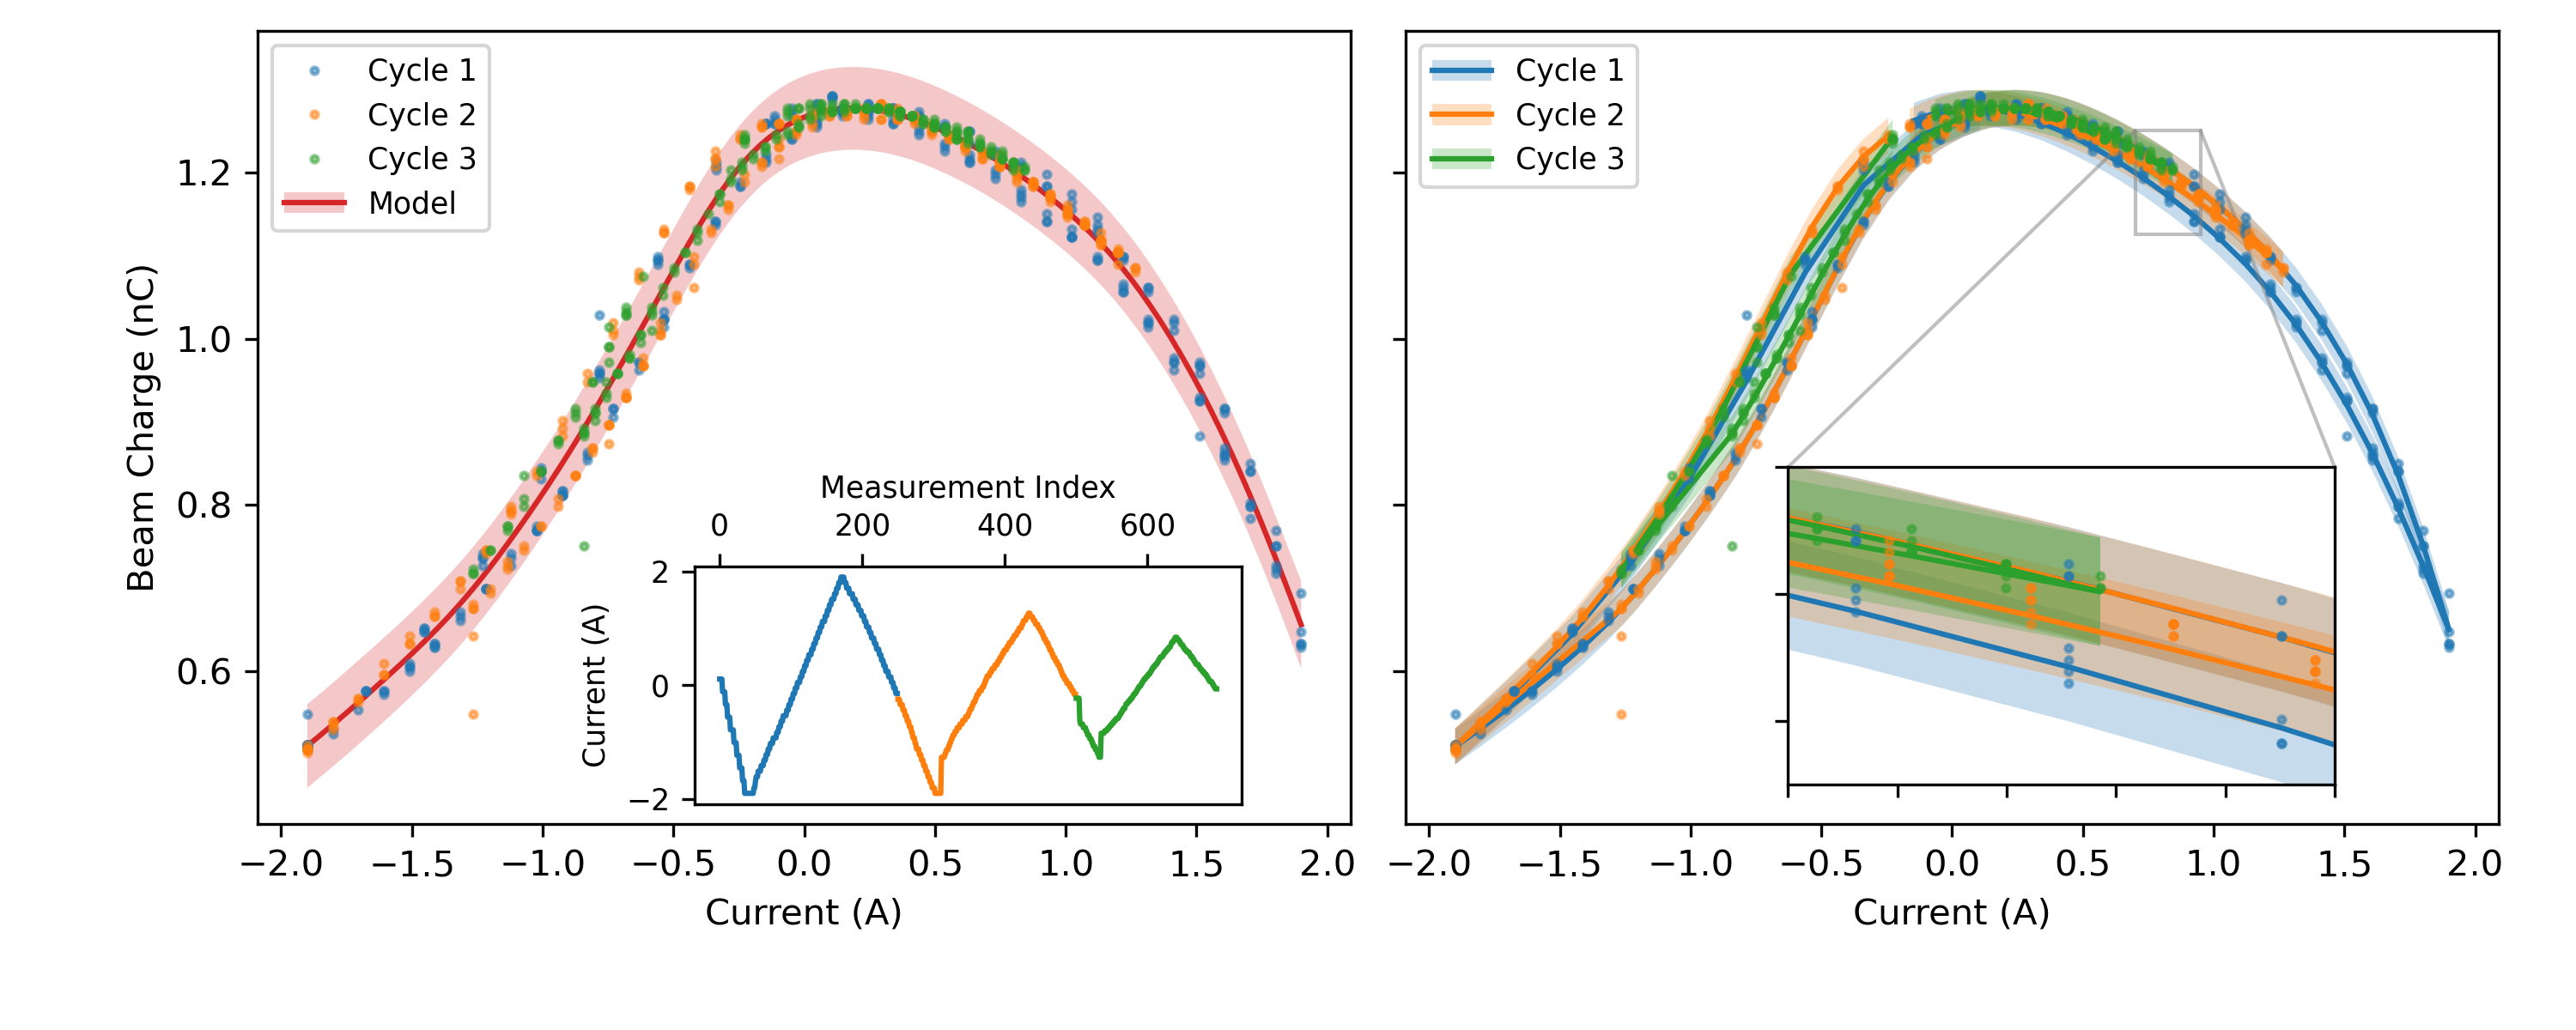 Cycle 1
Cycle 2
Cycle 3
Model
Beam Charge (nC)
1.2
1.0
0.8
0.6
Measurement Index
0 200 400 600
Current (A)
2
0
−2
−2.0 −1.5 −1.0 −0.5 0.0 0.5 1.0 1.5 2.0
Current (A)
Cycle 1
Cycle 2
Cycle 3
−2.0 −1.5 −1.0 −0.5 0.0 0.5 1.0 1.5 2.0
Current (A)